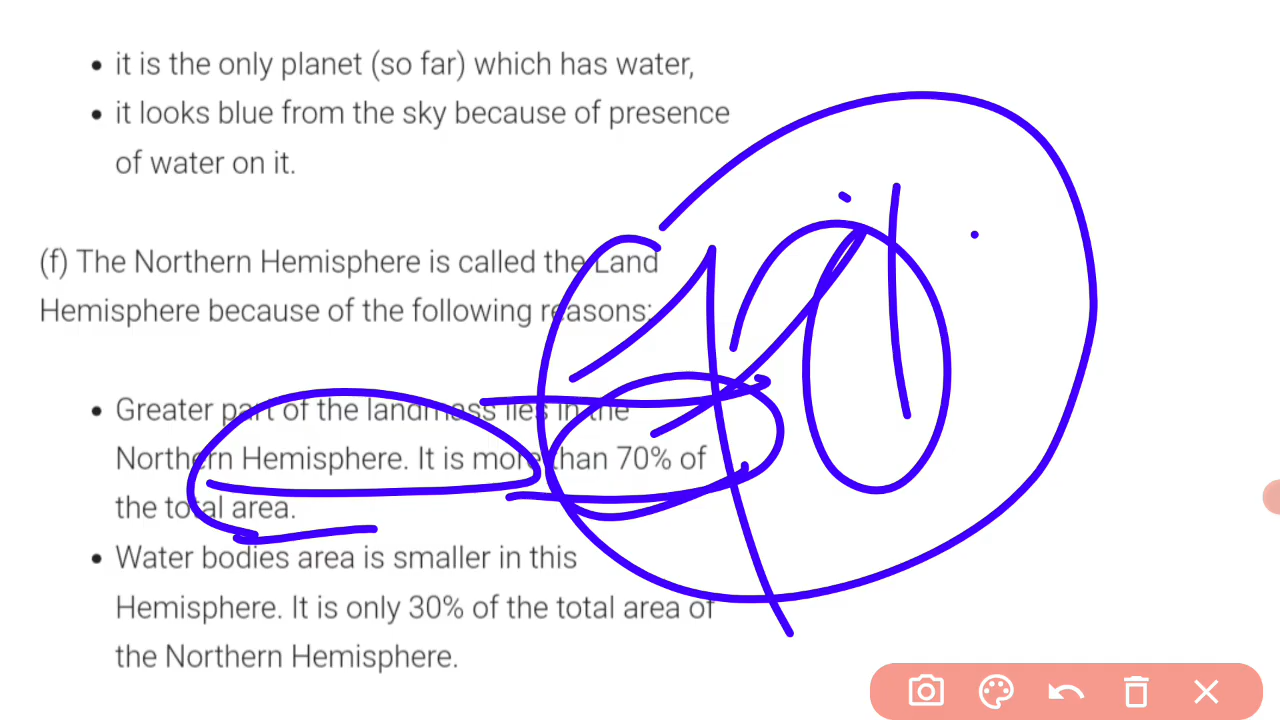 • it is the only planet (so far) which has water,
• it looks blue from the sky because of presence
of water on it.
(f) The Northern Hemisphere is called the Land
Hemisphere because of the following reasons:
• Greater part of the landmass lies in the
Northern Hemisphere. It is more than 70% of
the total area.
• Water bodies area is smaller in this
Hemisphere. It is only 30% of the total area of
the Northern Hemisphere.